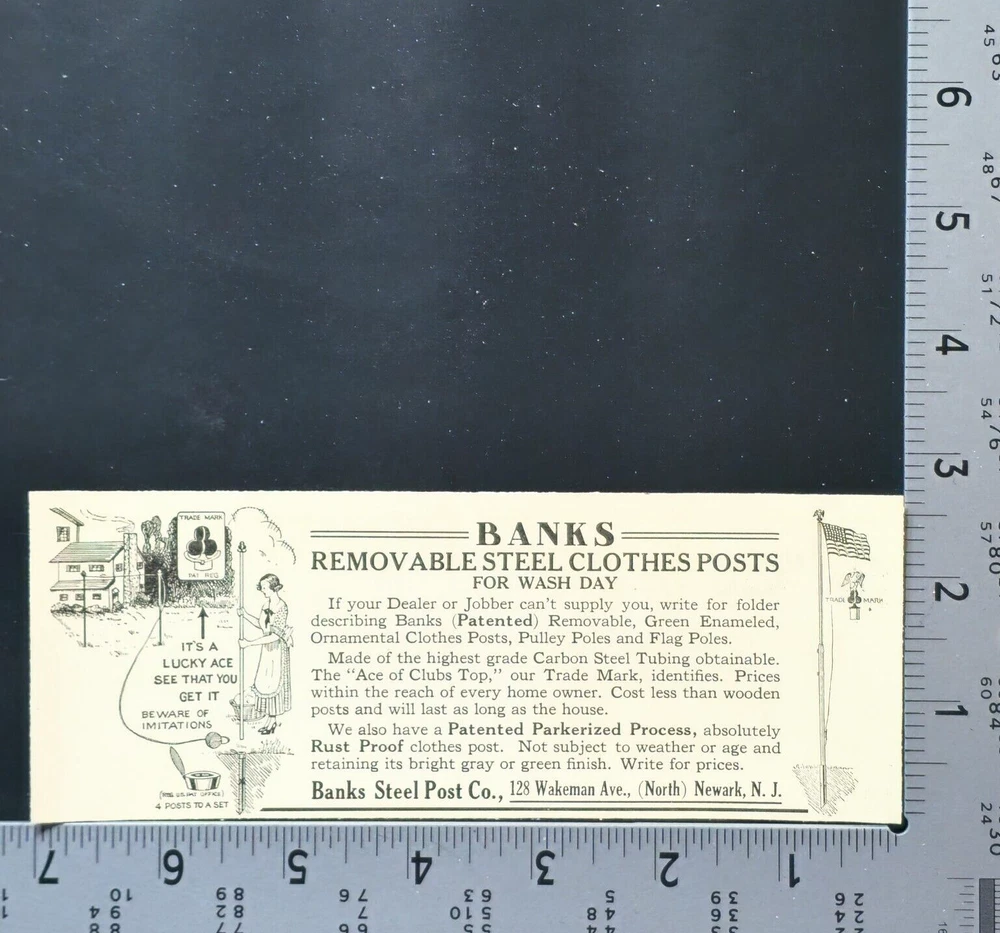 TRADE MARK
PAT REG
IT'S A
LUCKY ACE
SEE THAT YOU
GET IT
BEWARE OF
IMITATIONS
4 POSTS TO A SET
BANKS
REMOVABLE STEEL CLOTHES POSTS
FOR WASH DAY
If your Dealer or Jobber can't supply you, write for folder
describing Banks (Patented) Removable, Green Enameled,
Ornamental Clothes Posts, Pulley Poles and Flag Poles.
Made of the highest grade Carbon Steel Tubing obtainable.
The "Ace of Clubs Top," our Trade Mark, identifies. Prices
within the reach of every home owner. Cost less than wooden
posts and will last as long as the house.
We also have a Patented Parkerized Process, absolutely
Rust Proof clothes post. Not subject to weather or age and
retaining its bright gray or green finish. Write for prices.
Banks Steel Post Co., 128 Wakeman Ave., (North) Newark, N. J.
TRADE MARK
6
5
4
3
2
1
7
6
5
4
3
2
1